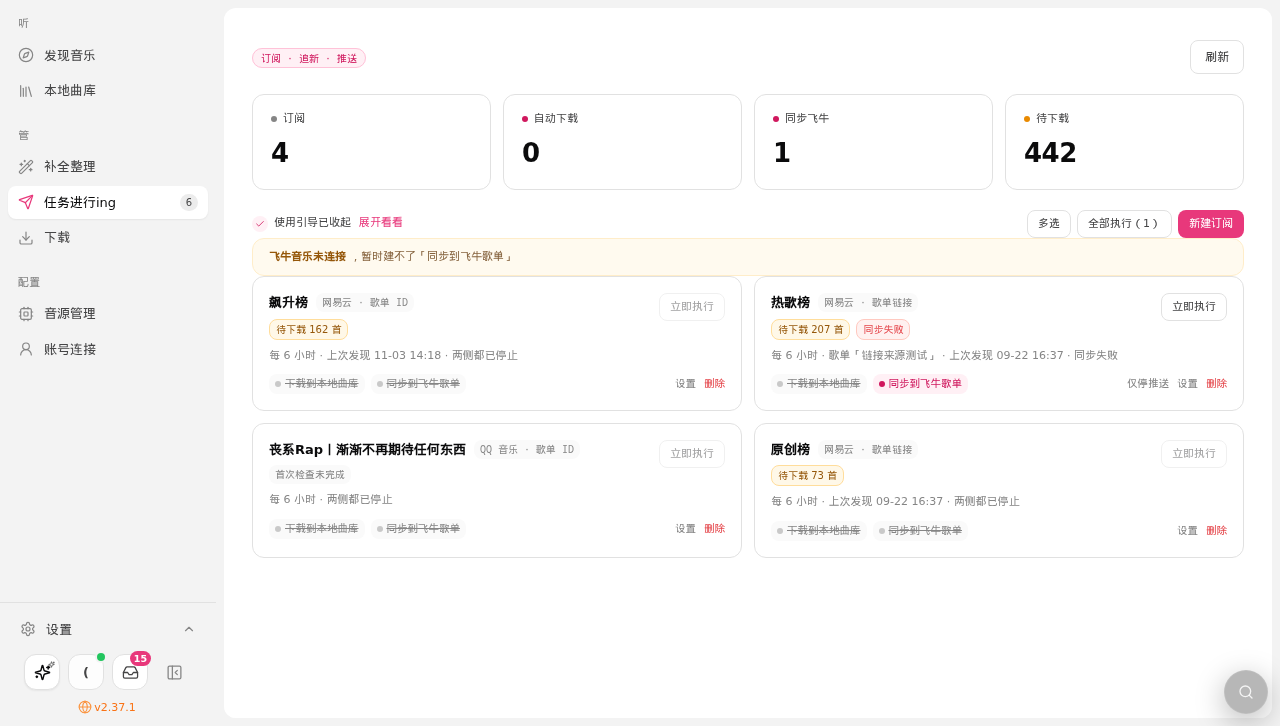 听
发现音乐
本地曲库
管
补全整理
任务进行ing
6
下载
配置
音源管理
账号连接
设置
(
15
v2.37.1
订阅 · 追新 · 推送
刷新
订阅
4
自动下载
0
同步飞牛
1
待下载
442
使用引导已收起 展开看看
多选
全部执行 ( 1 )
新建订阅
飞牛音乐未连接 ，暂时建不了「同步到飞牛歌单」
飙升榜 网易云 · 歌单 ID
立即执行
待下载 162 首
每 6 小时 · 上次发现 11-03 14:18 · 两侧都已停止
下载到本地曲库 同步到飞牛歌单
设置 删除
热歌榜 网易云 · 歌单链接
立即执行
待下载 207 首 同步失败
每 6 小时 · 歌单「链接来源测试」 · 上次发现 09-22 16:37 · 同步失败
下载到本地曲库 同步到飞牛歌单
仅停推送 设置 删除
丧系Rap丨渐渐不再期待任何东西 QQ 音乐 · 歌单 ID
立即执行
首次检查未完成
每 6 小时 · 两侧都已停止
下载到本地曲库 同步到飞牛歌单
设置 删除
原创榜 网易云 · 歌单链接
立即执行
待下载 73 首
每 6 小时 · 上次发现 09-22 16:37 · 两侧都已停止
下载到本地曲库 同步到飞牛歌单
设置 删除